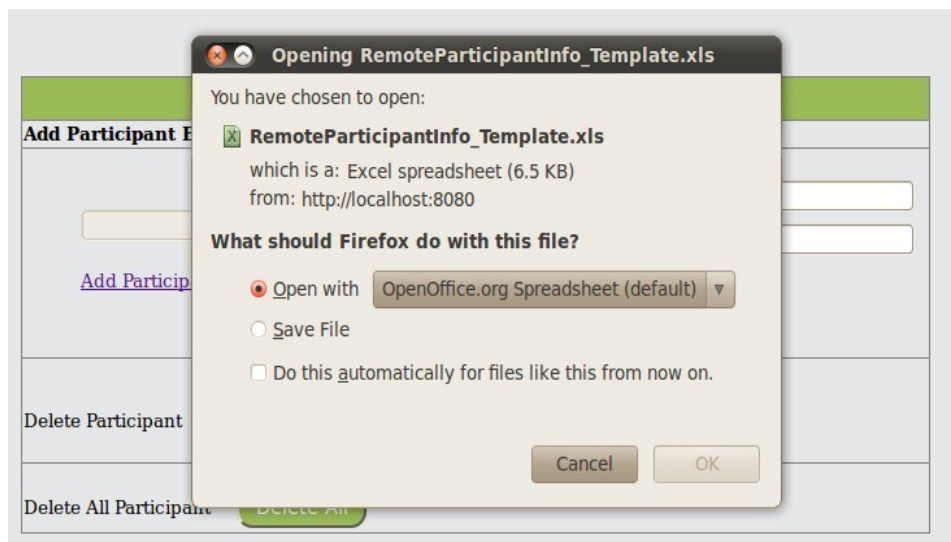 Opening RemoteParticipantInfo_Template.xls
You have chosen to open:
RemoteParticipantInfo_Template.xls
which is a: Excel spreadsheet (6.5 KB)
from: http://localhost:8080
What should Firefox do with this file?
Open with OpenOffice.org Spreadsheet (default)
Save File
Do this automatically for files like this from now on.
Cancel OK
Add Participant
Add Particip
Delete Participant
Delete All Participant Delete All